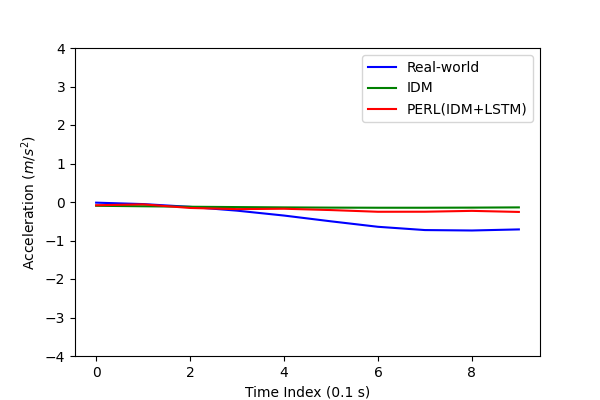 Real-world
IDM
PERL(IDM+LSTM)
4
3
2
1
0
−1
−2
−3
−4
Acceleration (m/s²)
0 2 4 6 8
Time Index (0.1 s)